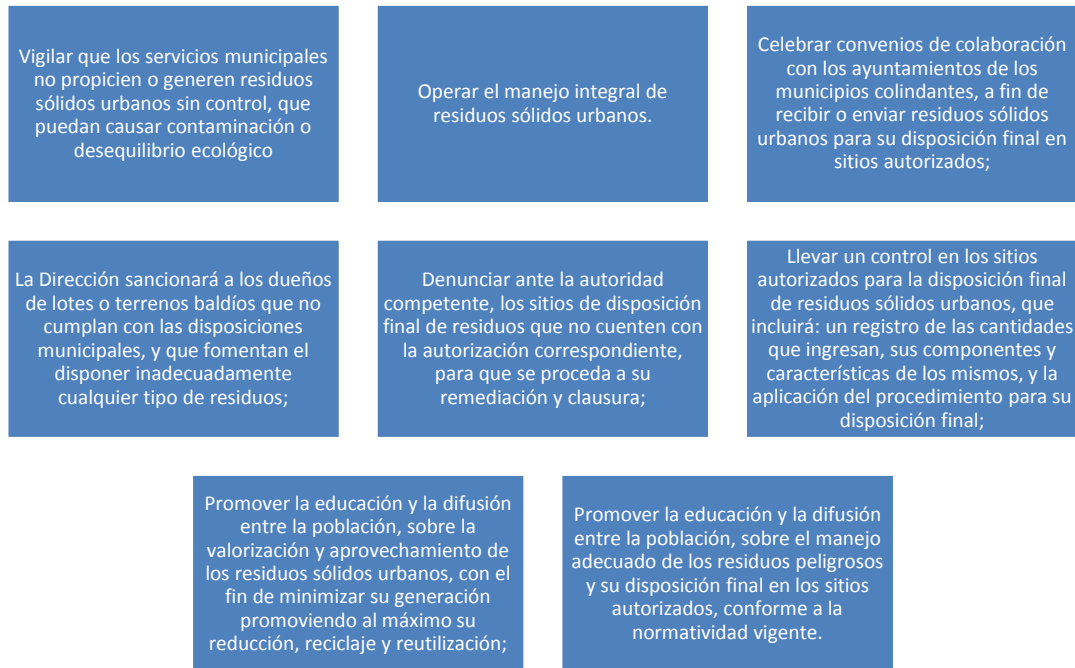 Vigilar que los servicios municipales
no propicien o generen residuos
sólidos urbanos sin control, que
puedan causar contaminación o
desequilibrio ecológico
Operar el manejo integral de
residuos sólidos urbanos.
Celebrar convenios de colaboración
con los ayuntamientos de los
municipios colindantes, a fin de
recibir o enviar residuos sólidos
urbanos para su disposición final en
sitios autorizados;
La Dirección sancionará a los dueños
de lotes o terrenos baldíos que no
cumplan con las disposiciones
municipales, y que fomentan el
disponer inadecuadamente
cualquier tipo de residuos;
Denunciar ante la autoridad
competente, los sitios de disposición
final de residuos que no cuenten con
la autorización correspondiente,
para que se proceda a su
remediación y clausura;
Llevar un control en los sitios
autorizados para la disposición final
de residuos sólidos urbanos, que
incluirá: un registro de las cantidades
que ingresan, sus componentes y
características de los mismos, y la
aplicación del procedimiento para su
disposición final;
Promover la educación y la difusión
entre la población, sobre la
valorización y aprovechamiento de
los residuos sólidos urbanos, con el
fin de minimizar su generación
promoviendo al máximo su
reducción, reciclaje y reutilización;
Promover la educación y la difusión
entre la población, sobre el manejo
adecuado de los residuos peligrosos
y su disposición final en los sitios
autorizados, conforme a la
normatividad vigente.